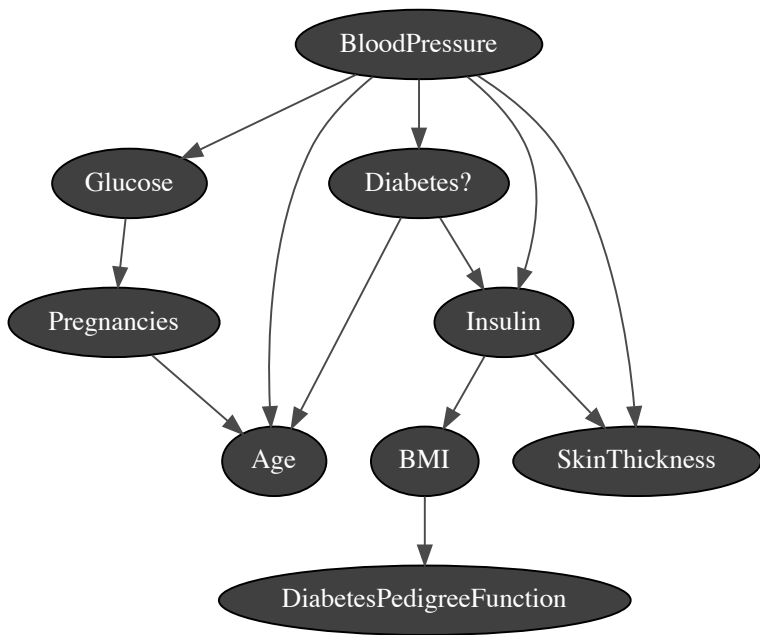 BloodPressure
Glucose
Diabetes?
Pregnancies
Insulin
Age
BMI
SkinThickness
DiabetesPedigreeFunction